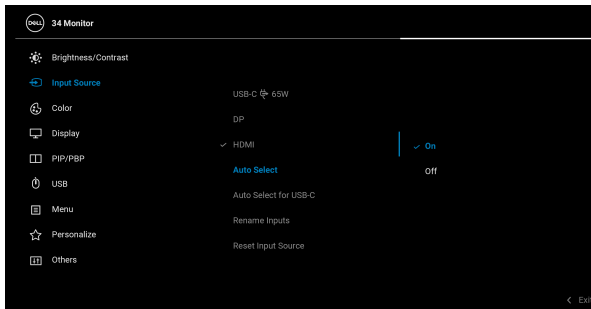 DELL 34 Monitor
Brightness/Contrast
Input Source
Color
Display
PIP/PBP
USB
Menu
Personalize
Others
USB-C 65W
DP
HDMI
Auto Select
Auto Select for USB-C
Rename Inputs
Reset Input Source
On
Off
Exit